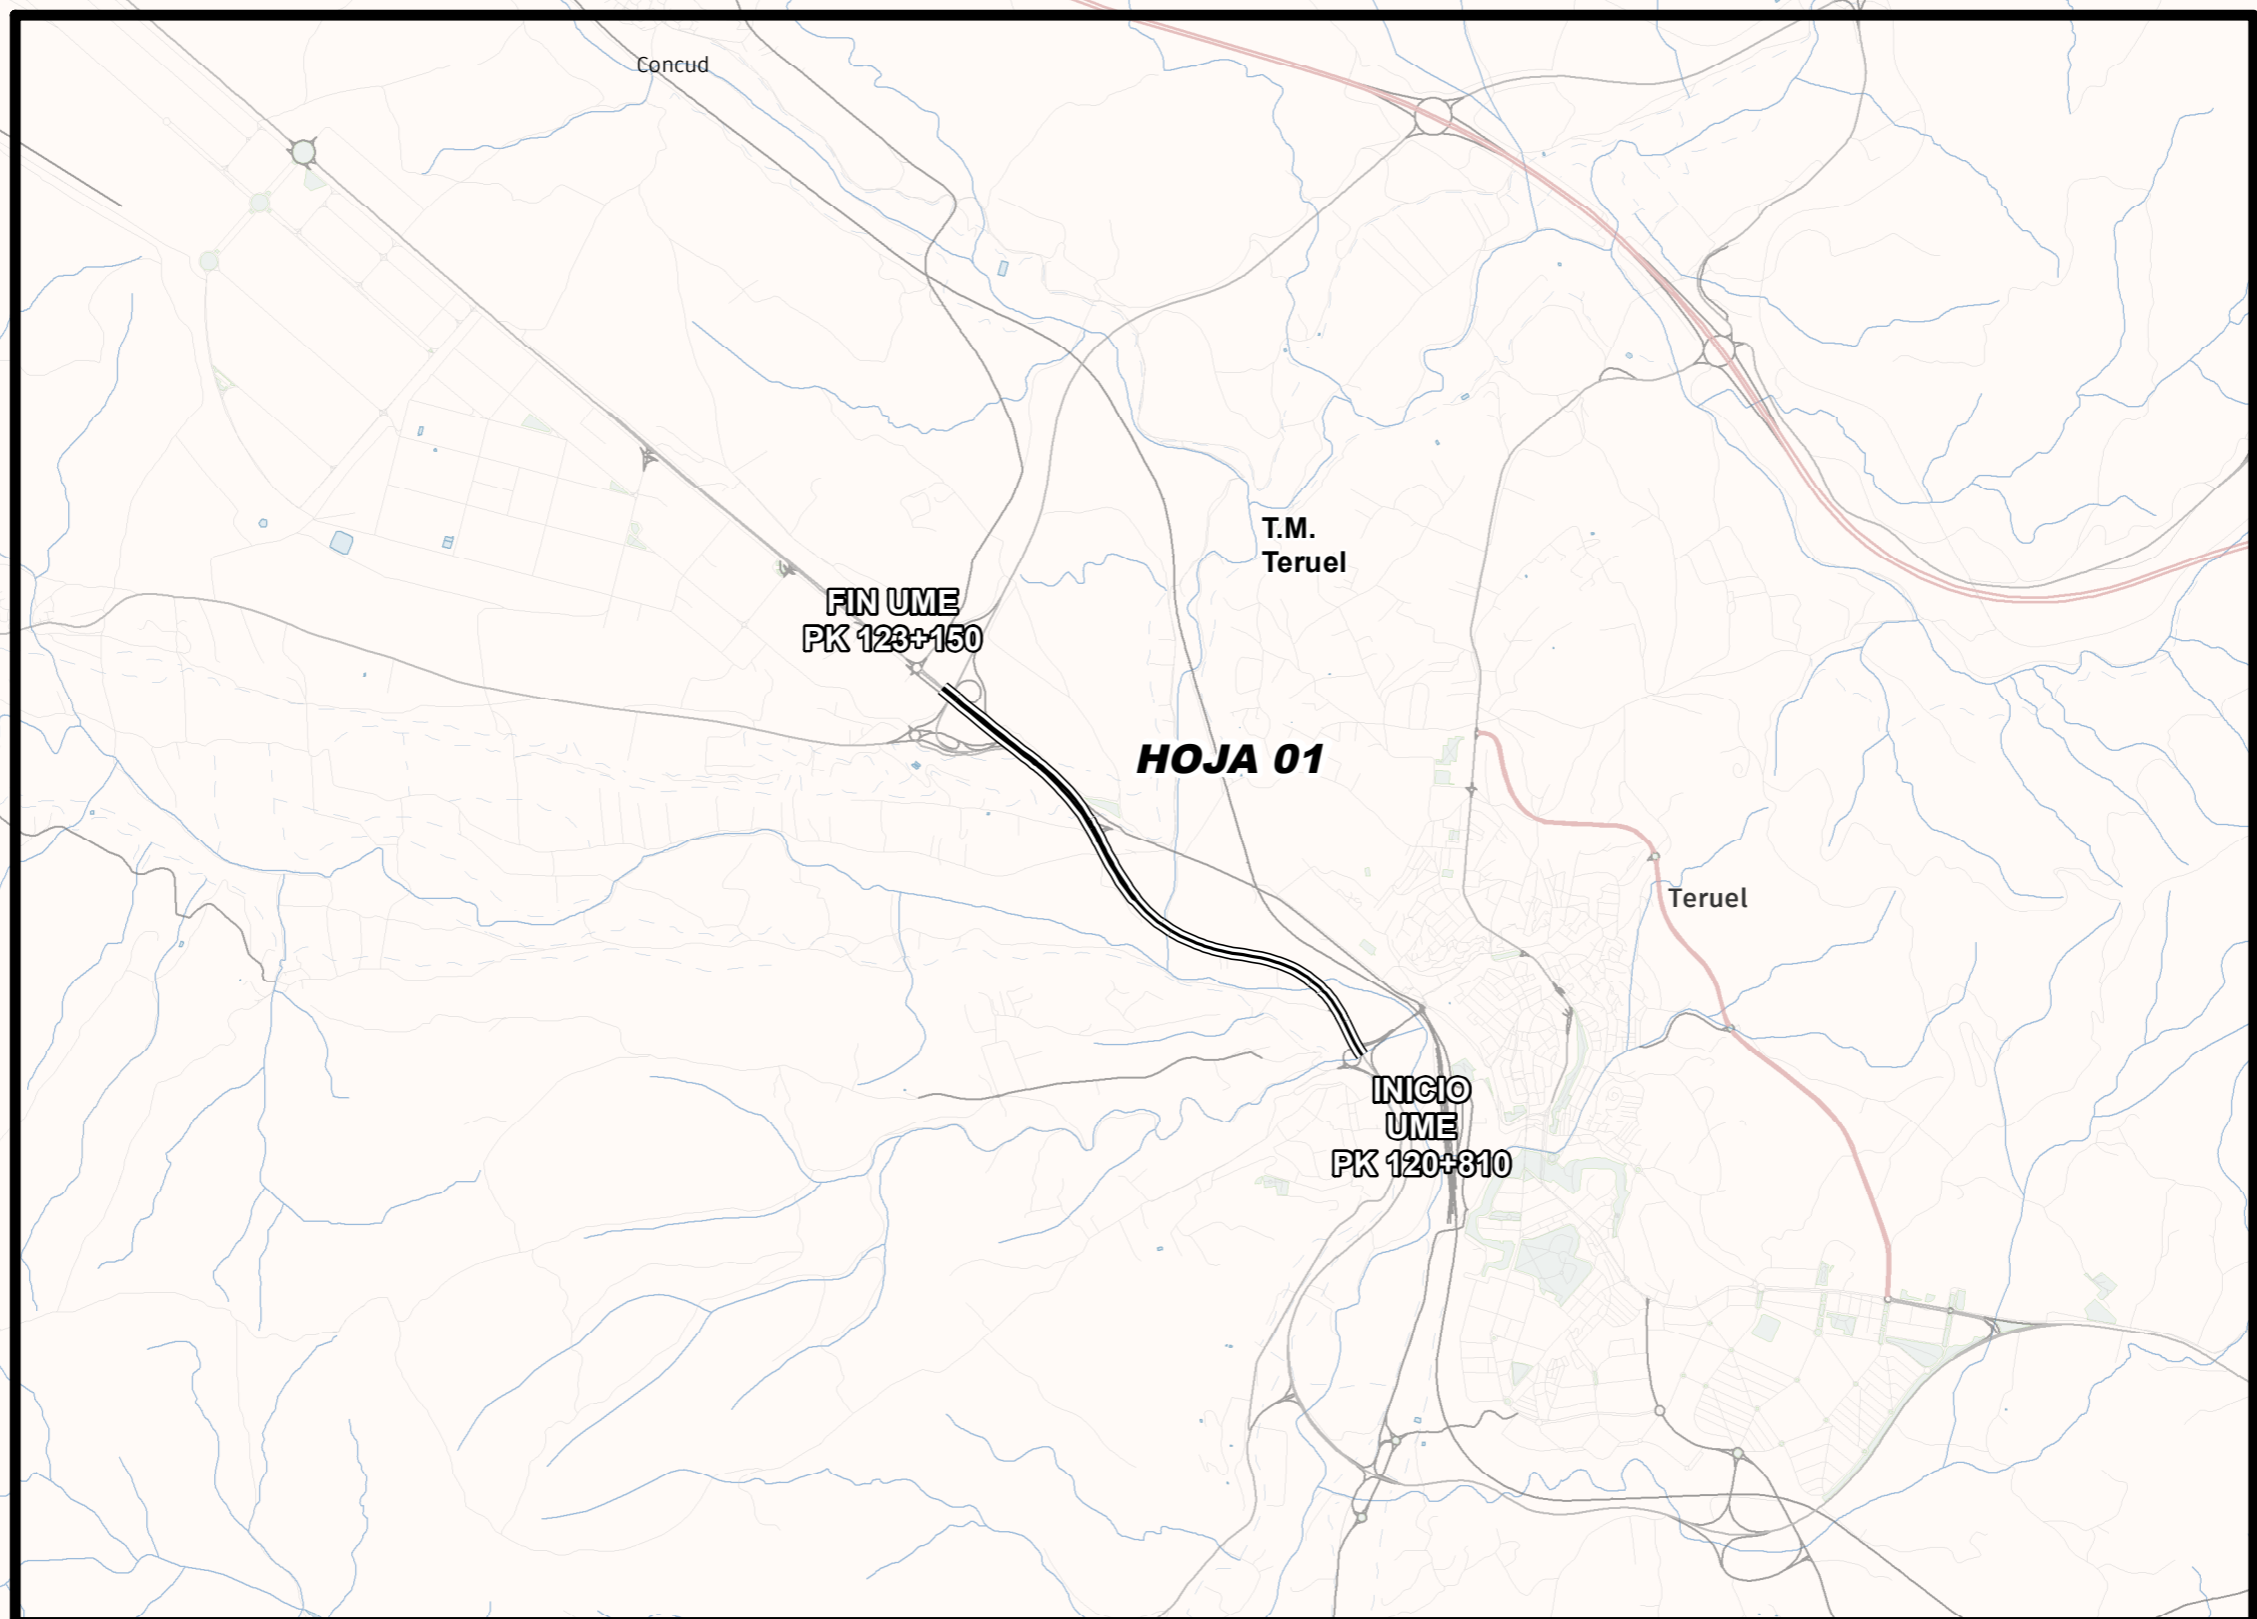 Concud
T.M.
Teruel
FIN UME
PK 123+150
HOJA 01
Teruel
INICIO
UME
PK 120+810